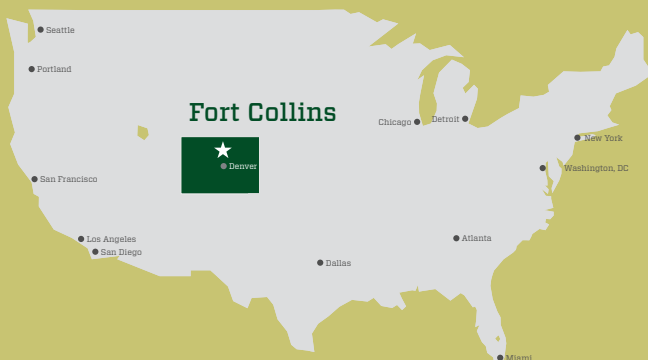 Seattle
Portland
Fort Collins
Chicago
Detroit
New York
Denver
Washington, DC
San Francisco
Los Angeles
Atlanta
San Diego
Dallas
Miami